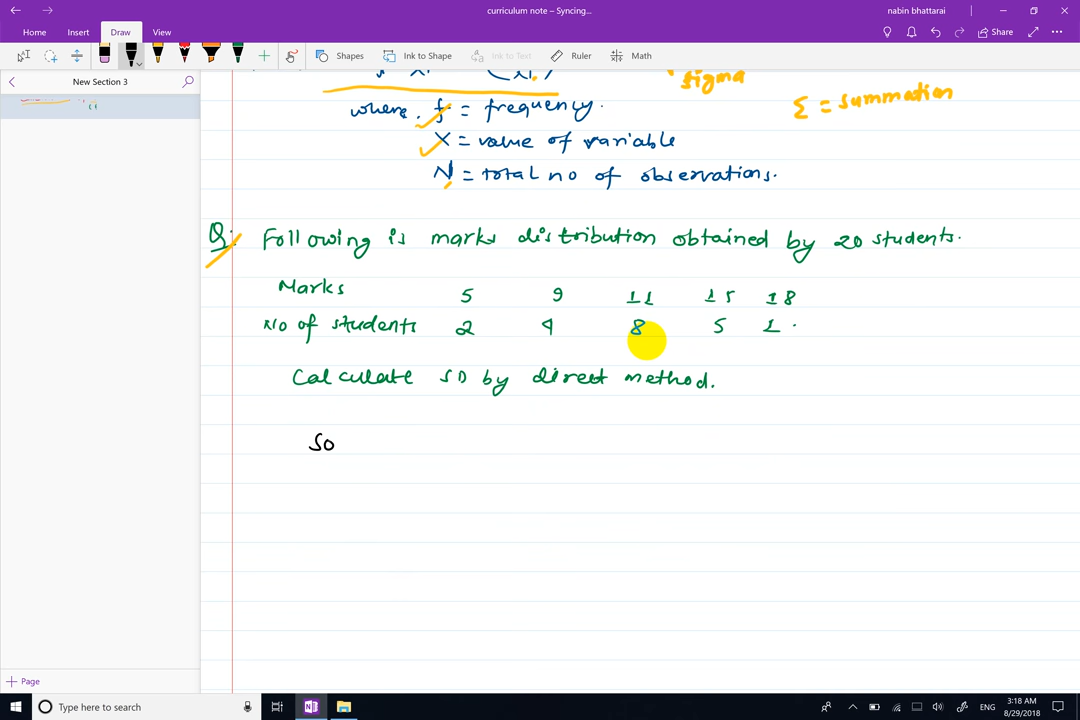 curriculum note – Syncing...
nabin bhattarai
Home Insert Draw View
Share
Shapes Ink to Shape Ink to Text Ruler Math
New Section 3
sigma
Σ = summation
where, f = frequency.
X = value of variable
N = total no of observations.
Q: Following is marks distribution obtained by 20 students.
Marks 5 9 11 15 18
No of students 2 4 8 5 1.
Calculate SD by direct method.
So
+ Page
Type here to search
ENG
3:18 AM
8/29/2018